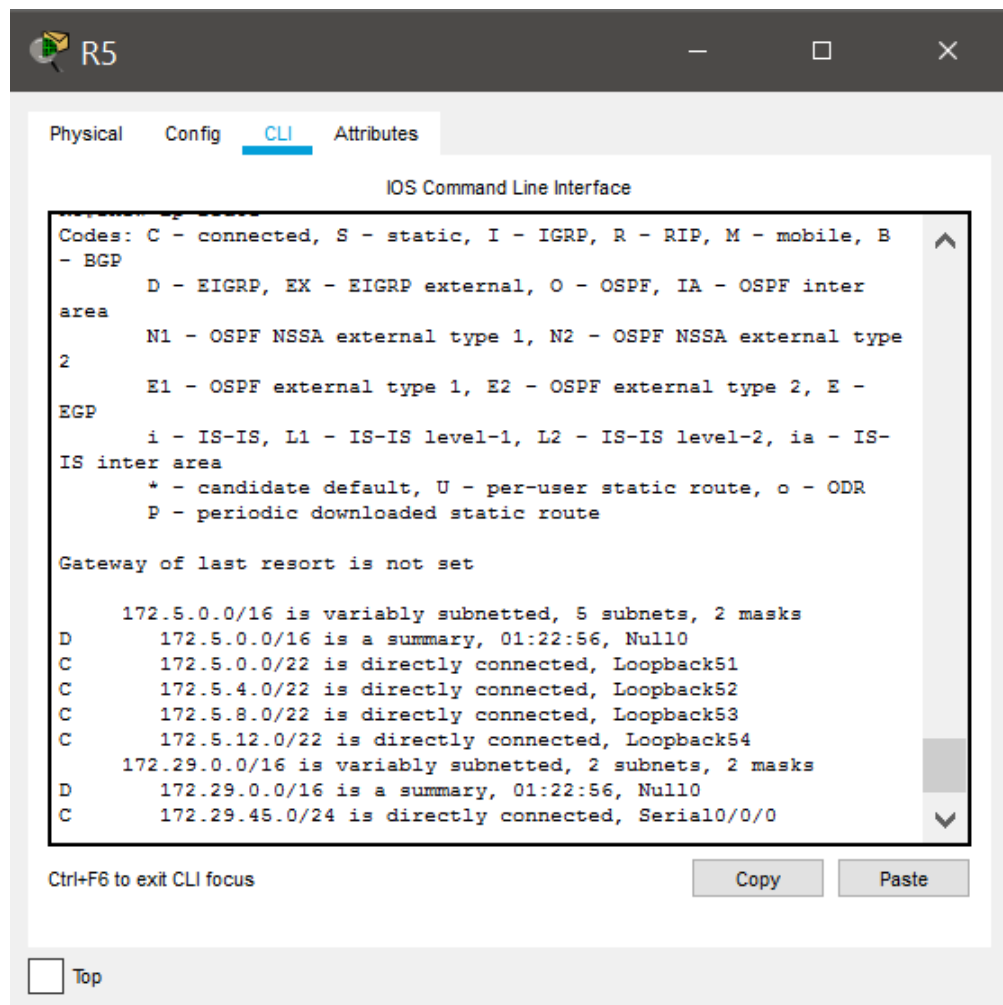 R5
Physical Config CLI Attributes
IOS Command Line Interface
Codes: C - connected, S - static, I - IGRP, R - RIP, M - mobile, B
- BGP
D - EIGRP, EX - EIGRP external, O - OSPF, IA - OSPF inter
area
N1 - OSPF NSSA external type 1, N2 - OSPF NSSA external type
2
E1 - OSPF external type 1, E2 - OSPF external type 2, E -
EGP
i - IS-IS, L1 - IS-IS level-1, L2 - IS-IS level-2, ia - IS-
IS inter area
* - candidate default, U - per-user static route, o - ODR
P - periodic downloaded static route
Gateway of last resort is not set
172.5.0.0/16 is variably subnetted, 5 subnets, 2 masks
D 172.5.0.0/16 is a summary, 01:22:56, Null0
C 172.5.0.0/22 is directly connected, Loopback51
C 172.5.4.0/22 is directly connected, Loopback52
C 172.5.8.0/22 is directly connected, Loopback53
C 172.5.12.0/22 is directly connected, Loopback54
172.29.0.0/16 is variably subnetted, 2 subnets, 2 masks
D 172.29.0.0/16 is a summary, 01:22:56, Null0
C 172.29.45.0/24 is directly connected, Serial0/0/0
Ctrl+F6 to exit CLI focus
Copy Paste
Top